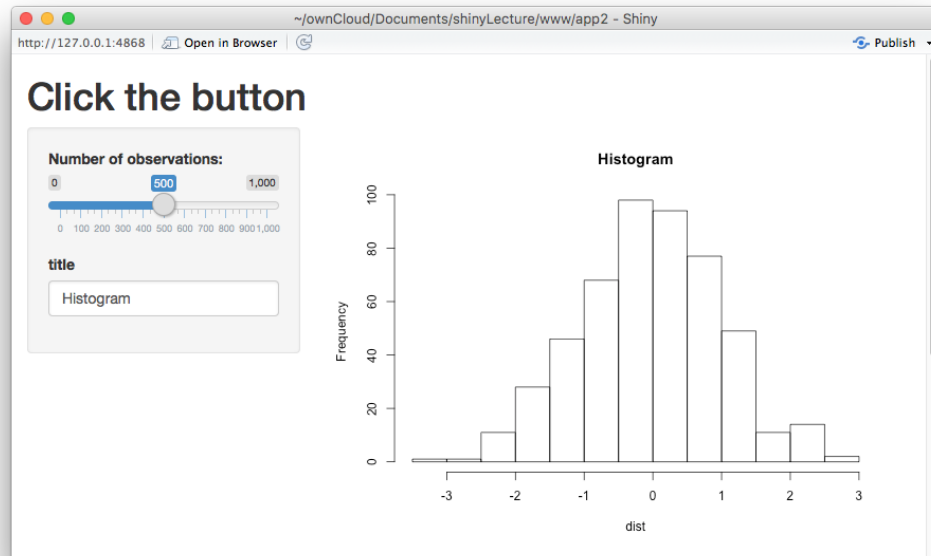 ~/ownCloud/Documents/shinyLecture/www/app2 - Shiny
http://127.0.0.1:4868 Open in Browser Publish
Click the button
Number of observations:
0 500 1,000
0 100 200 300 400 500 600 700 800 900 1,000
title
Histogram
Histogram
Frequency
100
80
60
40
20
0
-3 -2 -1 0 1 2 3
dist